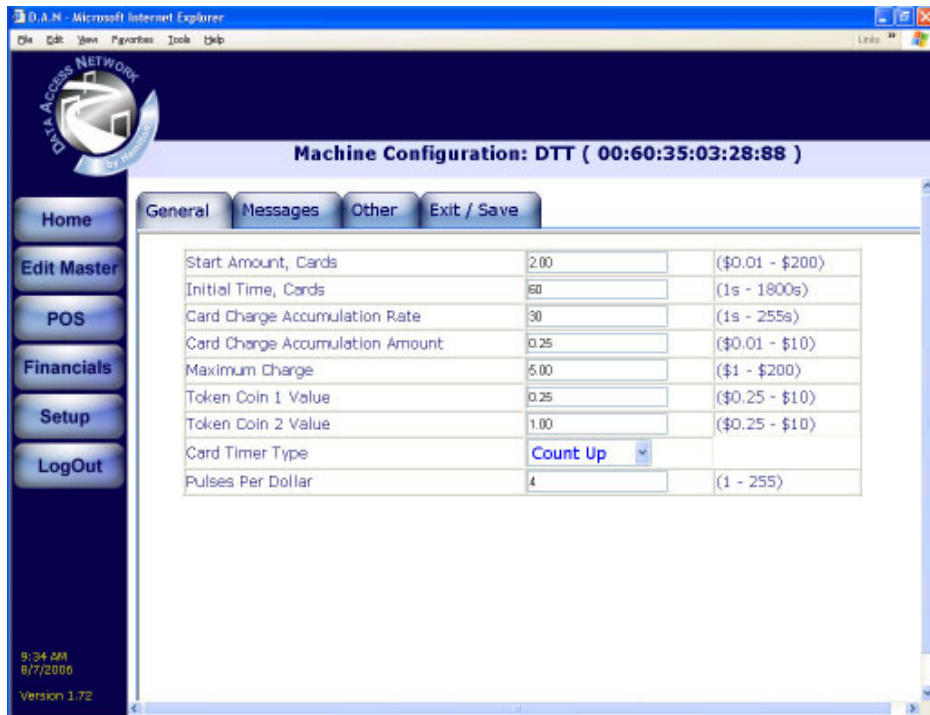 D.A.N - Microsoft Internet Explorer
File Edit View Favorites Tools Help
Links »
DATA ACCESS NETWORK
by Hamilton
Machine Configuration: DTT ( 00:60:35:03:28:88 )
Home
Edit Master
POS
Financials
Setup
LogOut
General Messages Other Exit / Save
Start Amount, Cards 2.00 ($0.01 - $200)
Initial Time, Cards 60 (1s - 1800s)
Card Charge Accumulation Rate 30 (1s - 255s)
Card Charge Accumulation Amount 0.25 ($0.01 - $10)
Maximum Charge 5.00 ($1 - $200)
Token Coin 1 Value 0.25 ($0.25 - $10)
Token Coin 2 Value 1.00 ($0.25 - $10)
Card Timer Type Count Up
Pulses Per Dollar 4 (1 - 255)
9:34 AM
8/7/2006
Version 1.72